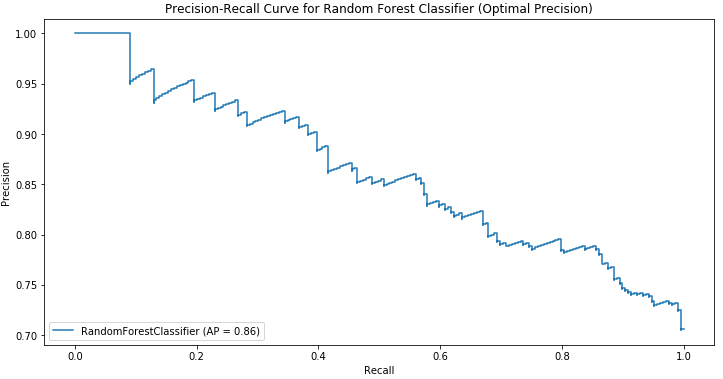 Precision-Recall Curve for Random Forest Classifier (Optimal Precision)
1.00
0.95
0.90
0.85
0.80
0.75
0.70
Precision
RandomForestClassifier (AP = 0.86)
0.0 0.2 0.4 0.6 0.8 1.0
Recall